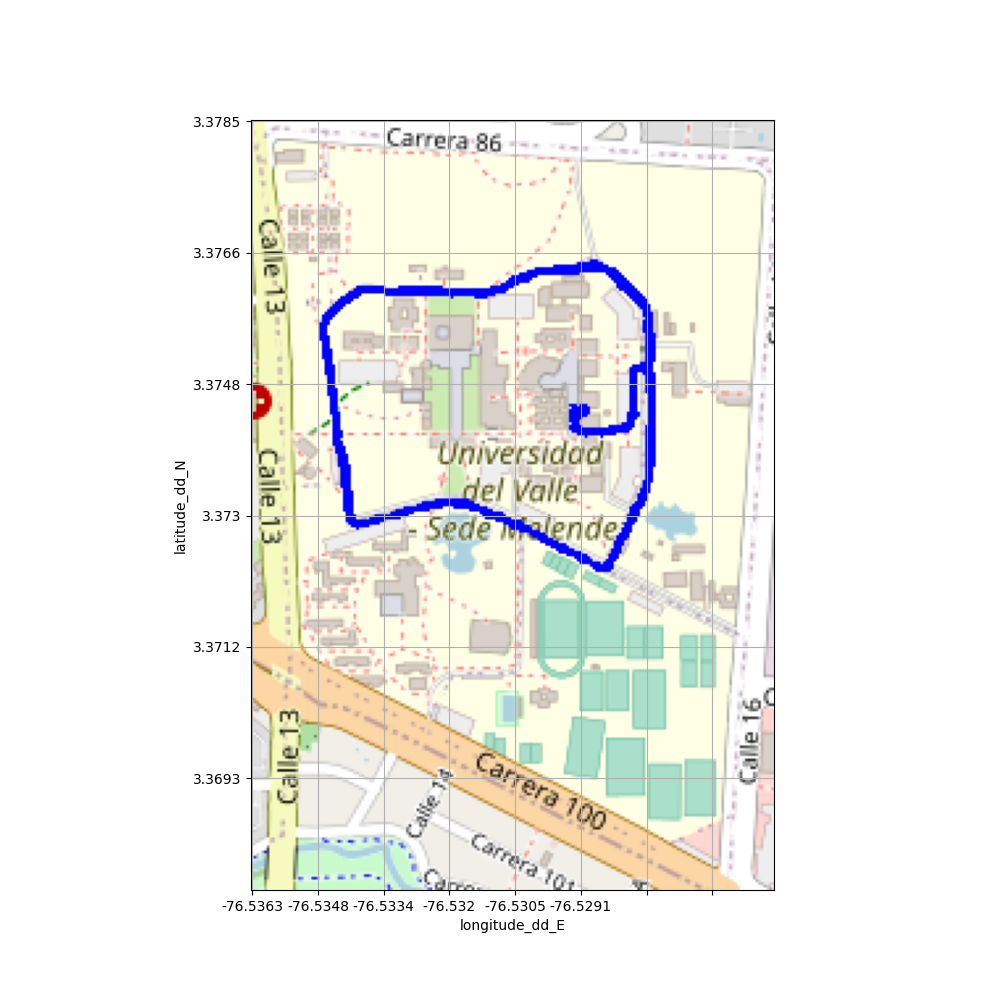 3.3785
3.3766
3.3748
3.373
3.3712
3.3693
latitude_dd_N
Carrera 86
Calle 13
Calle 13
Universidad
del Valle
- Sede Melende
Calle 13
Calle 16
Carrera 100
Calle 14
Carrera 101
-76.5363
-76.5348
-76.5334
-76.532
-76.5305
-76.5291
longitude_dd_E